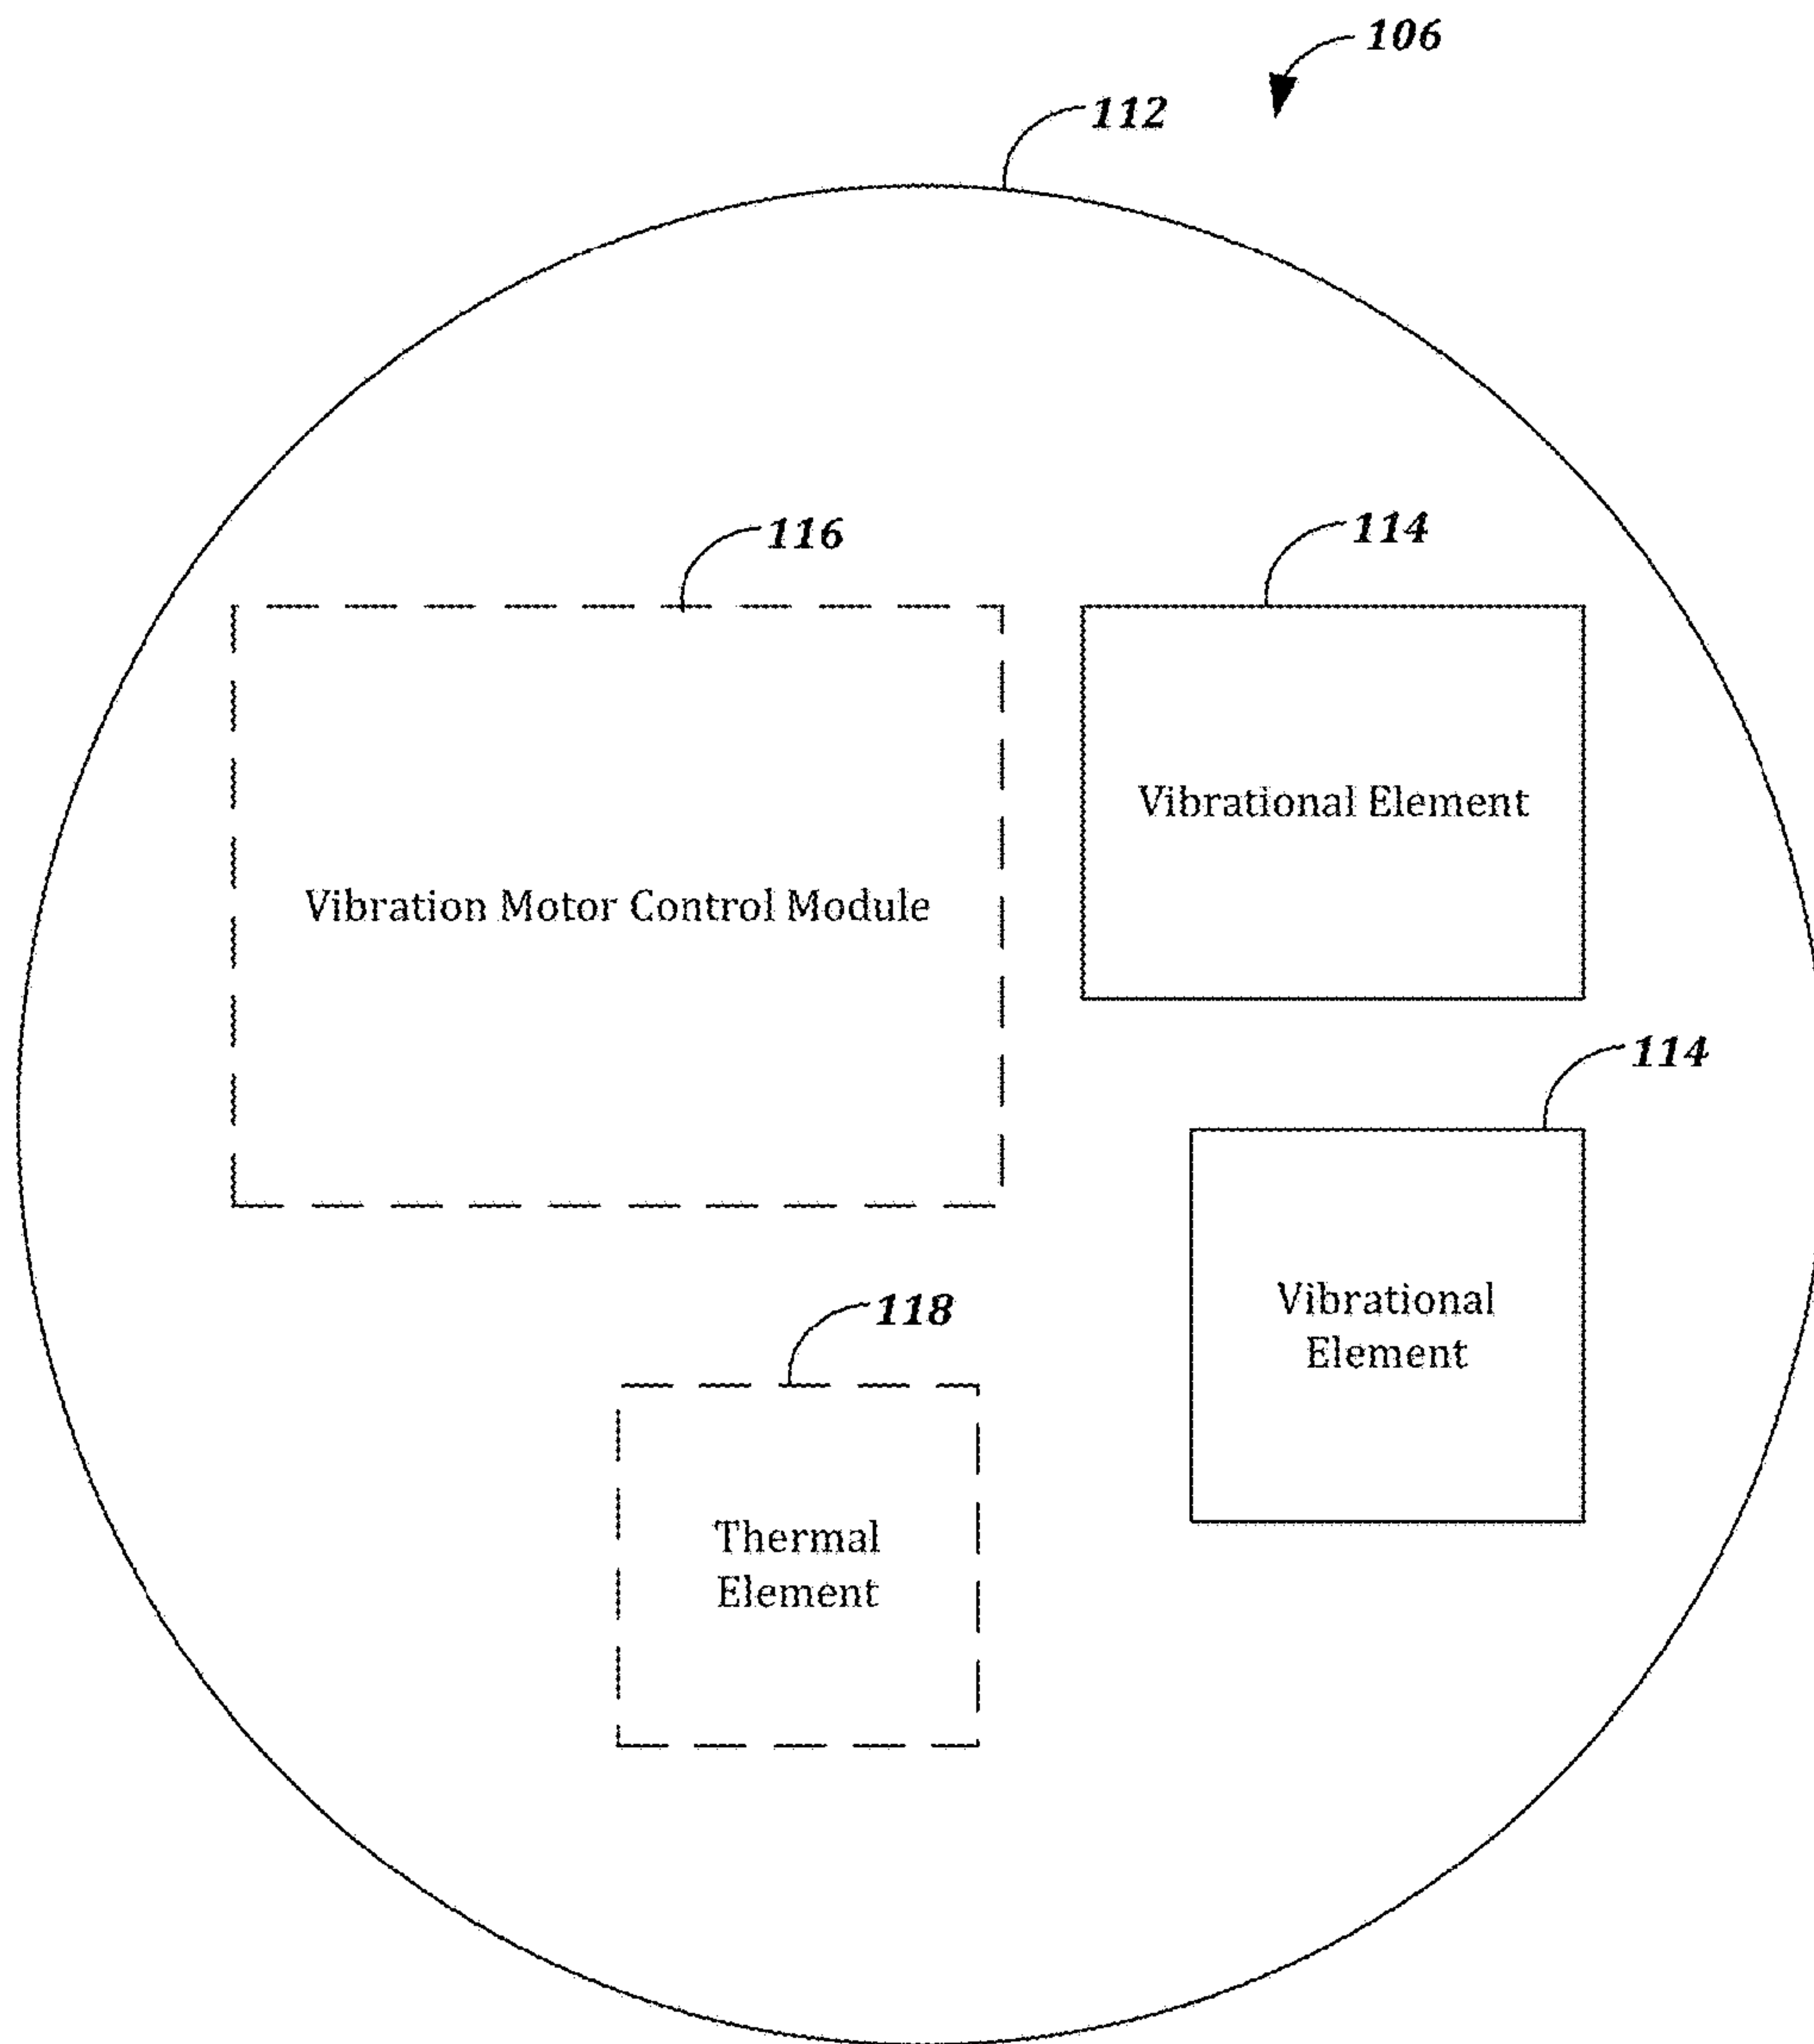 106
112
116
114
Vibrational Element
Vibration Motor Control Module
114
Vibrational
Element
118
Thermal
Element